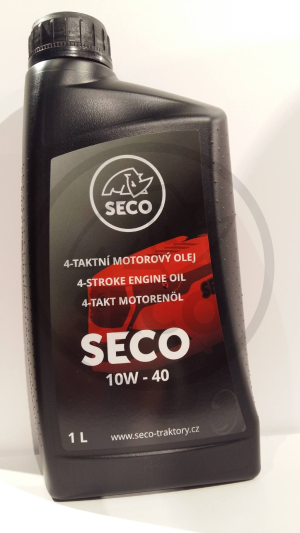 SECO
4-TAKTNÍ MOTOROVÝ OLEJ
4-STROKE ENGINE OIL
4-TAKT MOTORENÖL
SECO
10W - 40
1 L
www.seco-traktory.cz